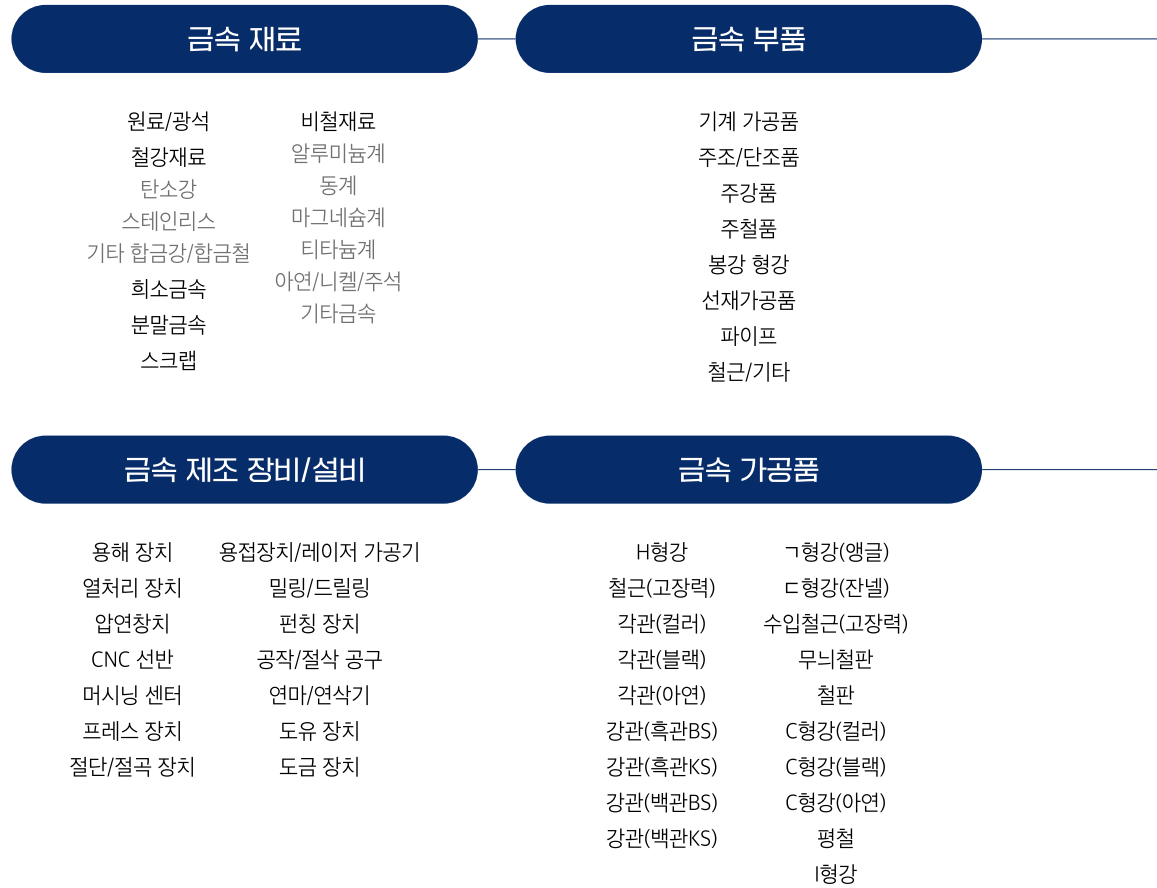 금속 재료
원료/광석
철강재료
탄소강
스테인리스
기타 합금강/합금철
희소금속
분말금속
스크랩
비철재료
알루미늄계
동계
마그네슘계
티타늄계
아연/니켈/주석
기타금속
금속 부품
기계 가공품
주조/단조품
주강품
주철품
봉강 형강
선재가공품
파이프
철근/기타
금속 제조 장비/설비
용해 장치
열처리 장치
압연창치
CNC 선반
머시닝 센터
프레스 장치
절단/절곡 장치
용접장치/레이저 가공기
밀링/드릴링
펀칭 장치
공작/절삭 공구
연마/연삭기
도유 장치
도금 장치
금속 가공품
H형강
철근(고장력)
각관(컬러)
각관(블랙)
각관(아연)
강관(흑관BS)
강관(흑관KS)
강관(백관BS)
강관(백관KS)
ㄱ형강(앵글)
ㄷ형강(잔넬)
수입철근(고장력)
무늬철판
철판
C형강(컬러)
C형강(블랙)
C형강(아연)
평철
I형강